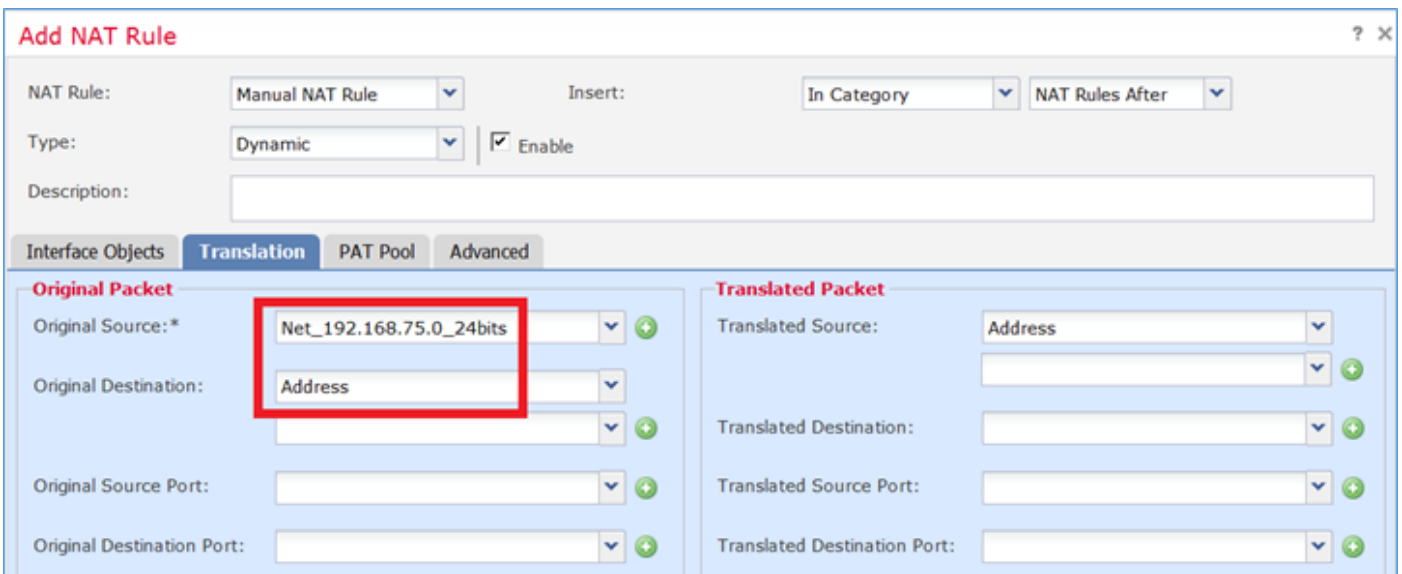 Add NAT Rule ? ×
NAT Rule: Manual NAT Rule Insert: In Category NAT Rules After
Type: Dynamic Enable
Description:
Interface Objects Translation PAT Pool Advanced
Original Packet Translated Packet
Original Source:* Net_192.168.75.0_24bits Translated Source: Address
Original Destination: Address
Translated Destination:
Original Source Port: Translated Source Port:
Original Destination Port: Translated Destination Port: